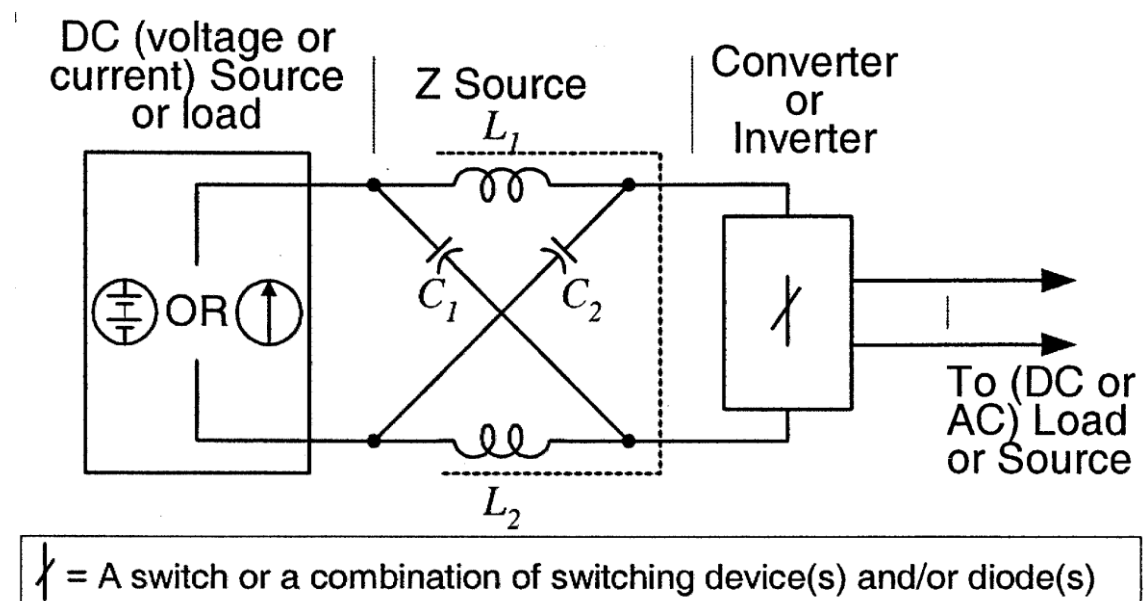 DC (voltage or
current) Source
or load
Z Source
Converter
or
Inverter
L1
C1
C2
OR
L2
To (DC or
AC) Load
or Source
= A switch or a combination of switching device(s) and/or diode(s)